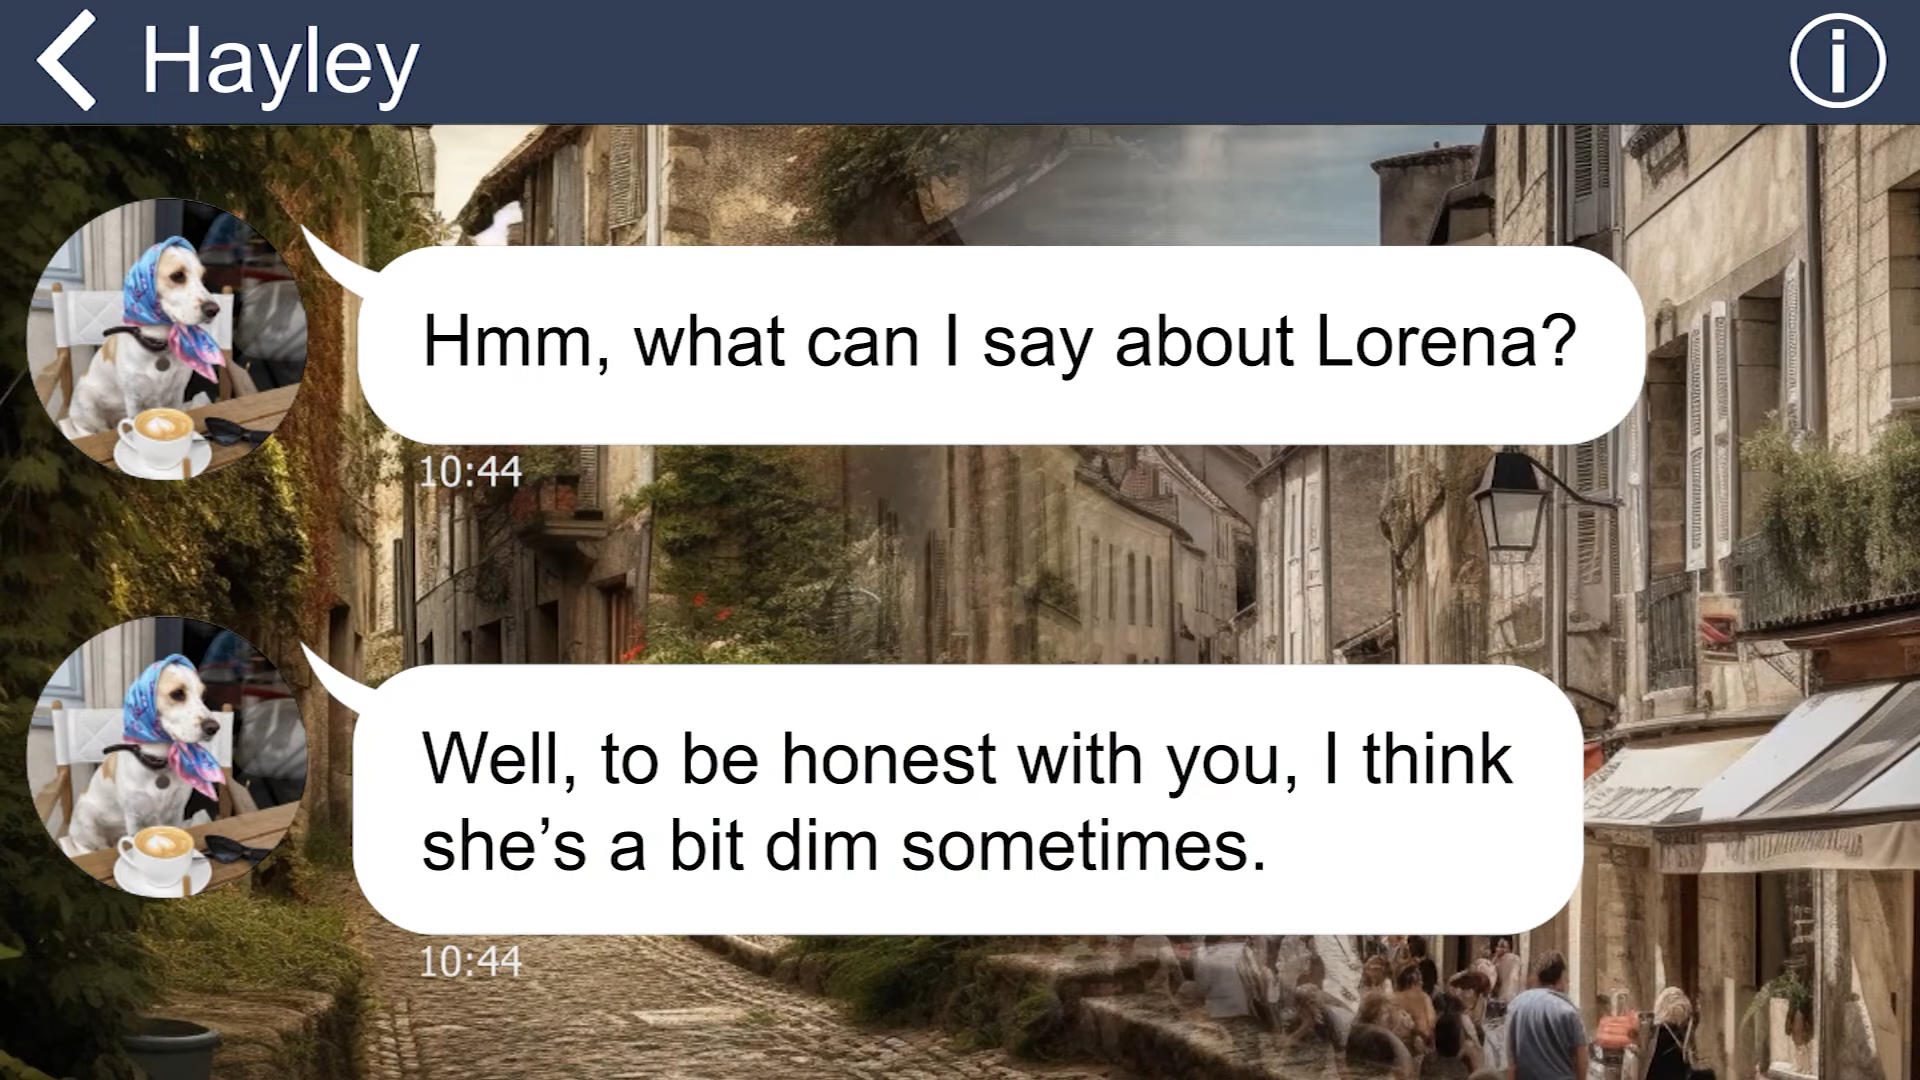 Hayley
Hmm, what can I say about Lorena?
10:44
Well, to be honest with you, I think
she’s a bit dim sometimes.
10:44